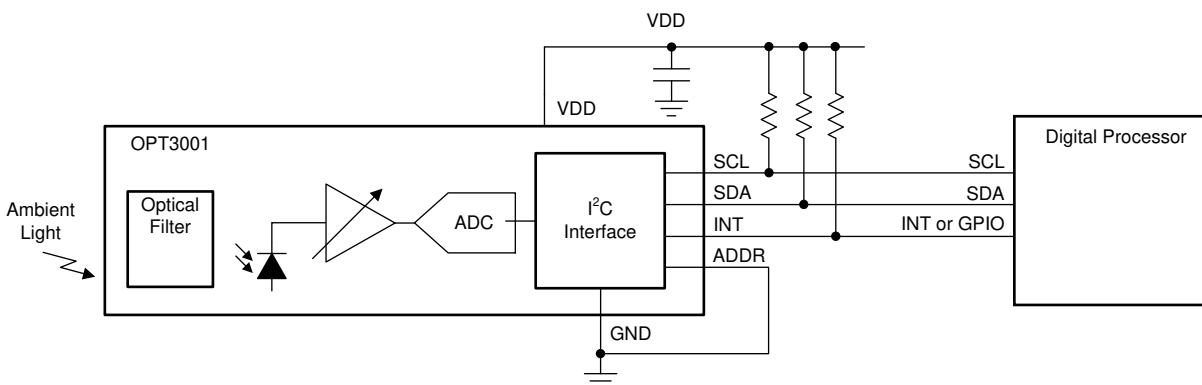 VDD
VDD
OPT3001
Digital Processor
Ambient
Light
Optical
Filter
ADC
I²C
Interface
SCL
SDA
INT
ADDR
SCL
SDA
INT or GPIO
GND